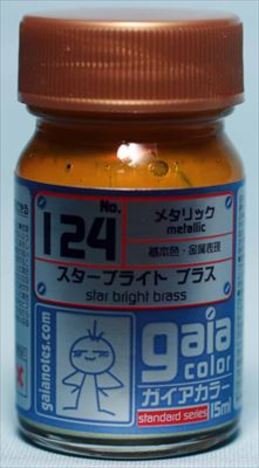 No.
124
メタリック
metallic
基本色・金属表現
スターブライト ブラス
star bright brass
gaianotes.com
gaia
color
ガイアカラー
standard series
15ml